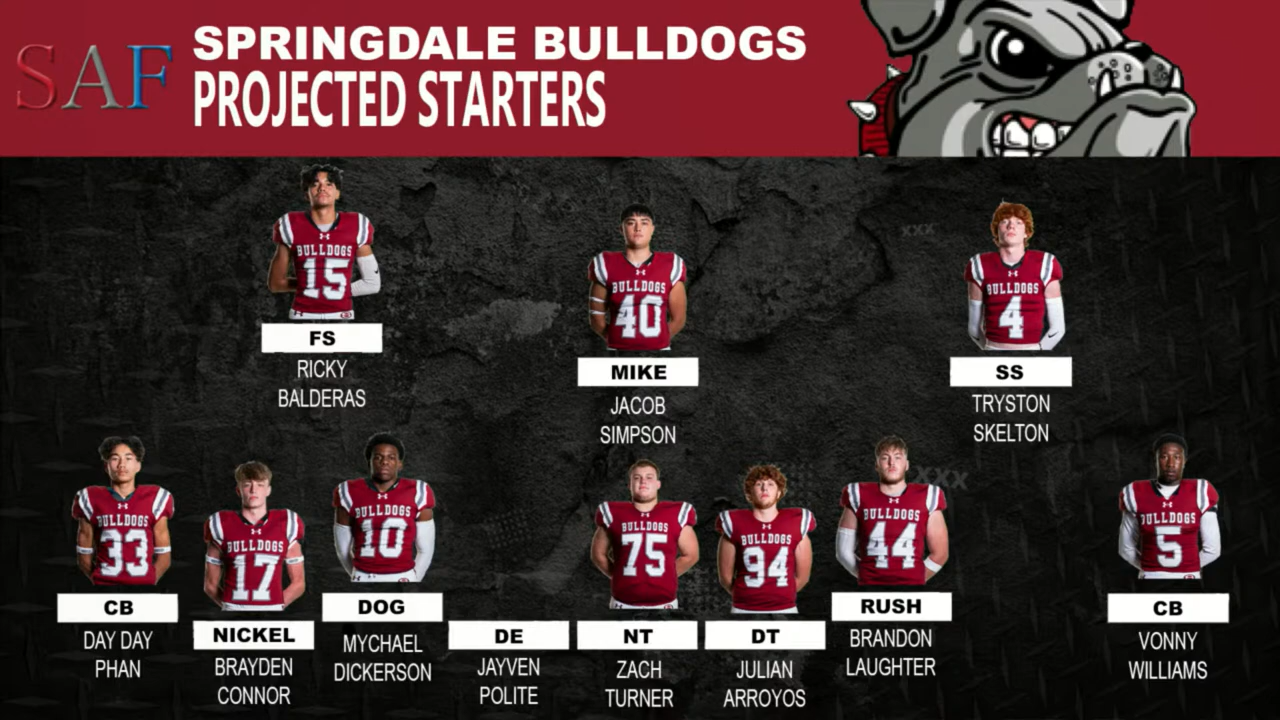 SAF
SPRINGDALE BULLDOGS
PROJECTED STARTERS
BULLDOGS
15
FS
RICKY
BALDERAS
BULLDOGS
40
MIKE
JACOB
SIMPSON
BULLDOGS
4
SS
TRYSTON
SKELTON
xxx
BULLDOGS
33
CB
DAY DAY
PHAN
BULLDOGS
17
NICKEL
BRAYDEN
CONNOR
BULLDOGS
10
DOG
MYCHAEL
DICKERSON
DE
JAYVEN
POLITE
BULLDOGS
75
NT
ZACH
TURNER
BULLDOGS
94
DT
JULIAN
ARROYOS
BULLDOGS
44
RUSH
BRANDON
LAUGHTER
xxx
BULLDOGS
5
CB
VONNY
WILLIAMS